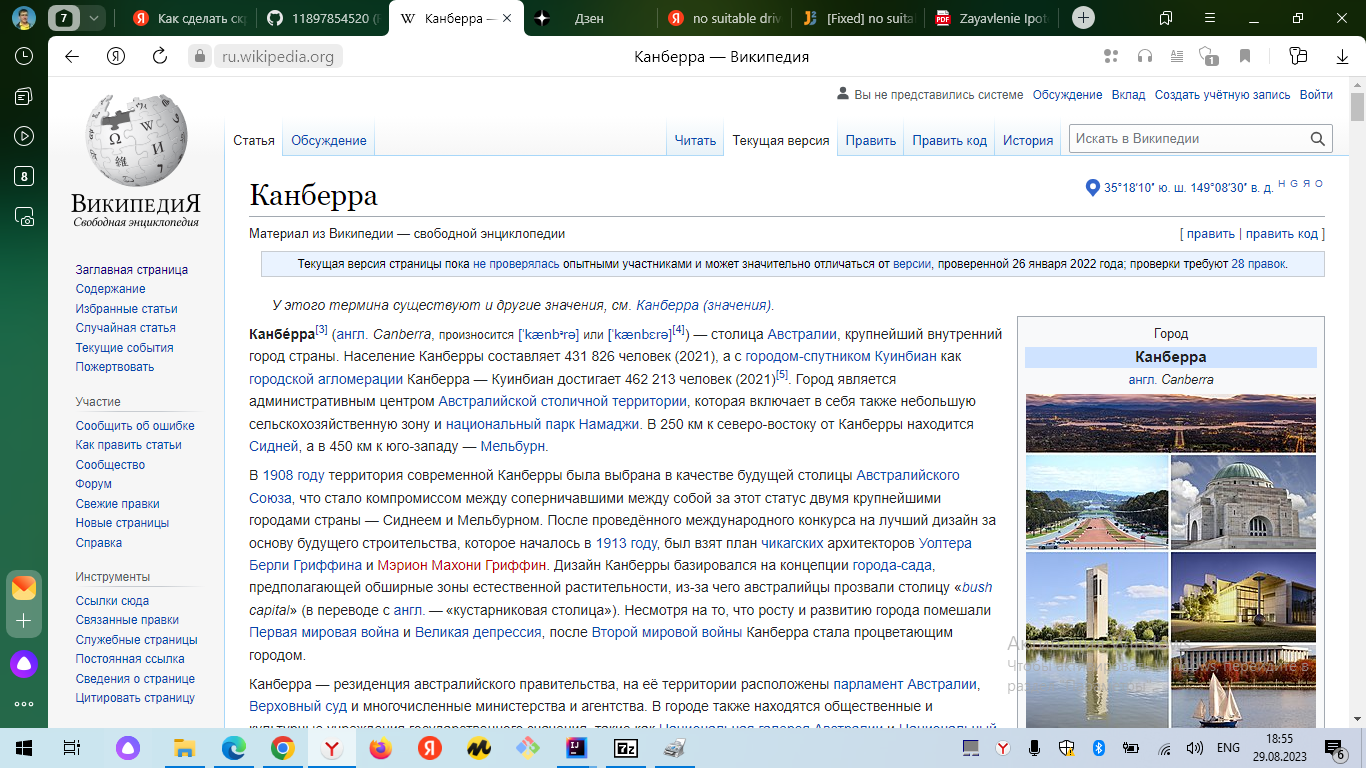 7
Как сделать скр
11897854520 (F
Канберра —
Дзен
no suitable driv
[Fixed] no suita
Zayavlenie Ipot
ru.wikipedia.org
Канберра — Википедия
1
8
Вы не представились системе Обсуждение Вклад Создать учётную запись Войти
Статья Обсуждение Читать Текущая версия Править Править код История
Искать в Википедии
ВИКИПЕДИЯ
Свободная энциклопедия
Заглавная страница
Содержание
Избранные статьи
Случайная статья
Текущие события
Пожертвовать
Участие
Сообщить об ошибке
Как править статьи
Сообщество
Форум
Свежие правки
Новые страницы
Справка
Инструменты
Ссылки сюда
Связанные правки
Служебные страницы
Постоянная ссылка
Сведения о странице
Цитировать страницу
Канберра
35°18′10″ ю. ш. 149°08′30″ в. д. H G Я O
Материал из Википедии — свободной энциклопедии
[ править | править код ]
Текущая версия страницы пока не проверялась опытными участниками и может значительно отличаться от версии, проверенной 26 января 2022 года; проверки требуют 28 правок.
У этого термина существуют и другие значения, см. Канберра (значения).
Канбе́рра[3] (англ. Canberra, произносится [ˈkænbᵊrə] или [ˈkænbɛrə][4]) — столица Австралии, крупнейший внутренний
город страны. Население Канберры составляет 431 826 человек (2021), а с городом-спутником Куинбиан как
городской агломерации Канберра — Куинбиан достигает 462 213 человек (2021)[5]. Город является
административным центром Австралийской столичной территории, которая включает в себя также небольшую
сельскохозяйственную зону и национальный парк Намаджи. В 250 км к северо-востоку от Канберры находится
Сидней, а в 450 км к юго-западу — Мельбурн.
В 1908 году территория современной Канберры была выбрана в качестве будущей столицы Австралийского
Союза, что стало компромиссом между соперничавшими между собой за этот статус двумя крупнейшими
городами страны — Сиднеем и Мельбурном. После проведённого международного конкурса на лучший дизайн за
основу будущего строительства, которое началось в 1913 году, был взят план чикагских архитекторов Уолтера
Берли Гриффина и Мэрион Махони Гриффин. Дизайн Канберры базировался на концепции города-сада,
предполагающей обширные зоны естественной растительности, из-за чего австралийцы прозвали столицу «bush
capital» (в переводе с англ. — «кустарниковая столица»). Несмотря на то, что росту и развитию города помешали
Первая мировая война и Великая депрессия, после Второй мировой войны Канберра стала процветающим
городом.
Канберра — резиденция австралийского правительства, на её территории расположены парламент Австралии,
Верховный суд и многочисленные министерства и агентства. В городе также находятся общественные и
Город
Канберра
англ. Canberra
ENG
18:55
29.08.2023
6